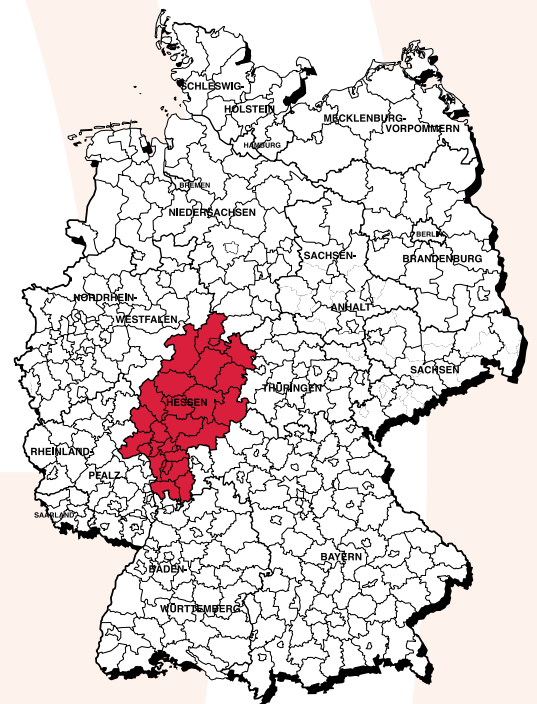 SCHLESWIG-
HOLSTEIN
MECKLENBURG-
VORPOMMERN
HAMBURG
BREMEN
NIEDERSACHSEN
BERLIN
SACHSEN-
BRANDENBURG
NORDRHEIN-
ANHALT
WESTFALEN
SACHSEN
THÜRINGEN
HESSEN
RHEINLAND-
PFALZ
SAARLAND
BAYERN
BADEN-
WÜRTTEMBERG